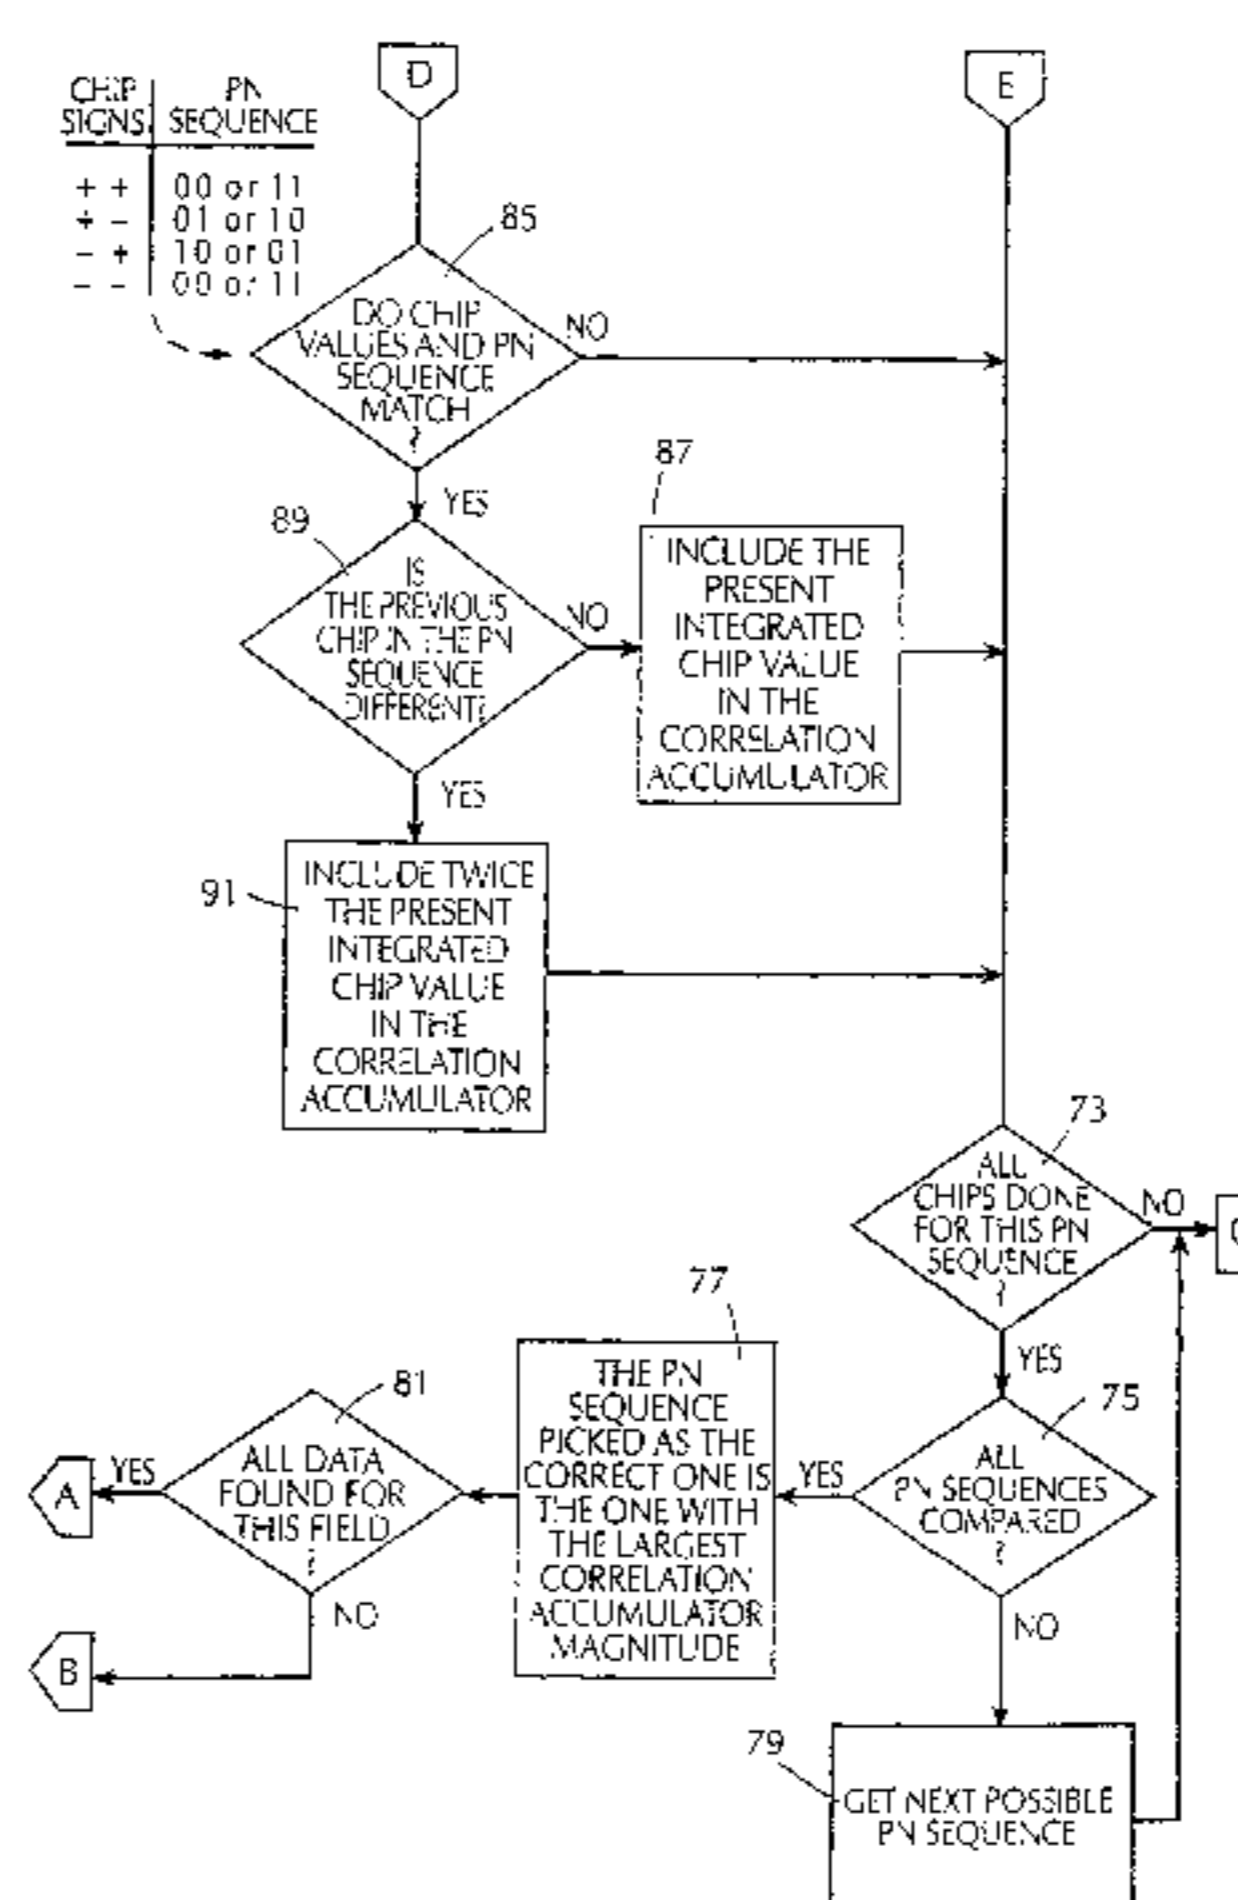 D
E
CHIP SIGNS PN SEQUENCE
+ + 00 or 11
+ - 01 or 10
- + 10 or 01
- - 00 or 11
85
DO CHIP
VALUES AND PN
SEQUENCE
MATCH
?
NO
YES
89
IS
THE PREVIOUS
CHIP IN THE PN
SEQUENCE
DIFFERENT?
NO
YES
87
INCLUDE THE
PRESENT
INTEGRATED
CHIP VALUE
IN THE
CORRELATION
ACCUMULATOR
91
INCLUDE TWICE
THE PRESENT
INTEGRATED
CHIP VALUE
IN THE
CORRELATION
ACCUMULATOR
73
ALL
CHIPS DONE
FOR THIS PN
SEQUENCE
?
NO
YES
75
ALL
PN SEQUENCES
COMPARED
?
YES
NO
77
THE PN
SEQUENCE
PICKED AS THE
CORRECT ONE IS
THE ONE WITH
THE LARGEST
CORRELATION
ACCUMULATOR
MAGNITUDE
81
ALL DATA
FOUND FOR
THIS FIELD
?
YES
A
NO
B
79
GET NEXT POSSIBLE
PN SEQUENCE